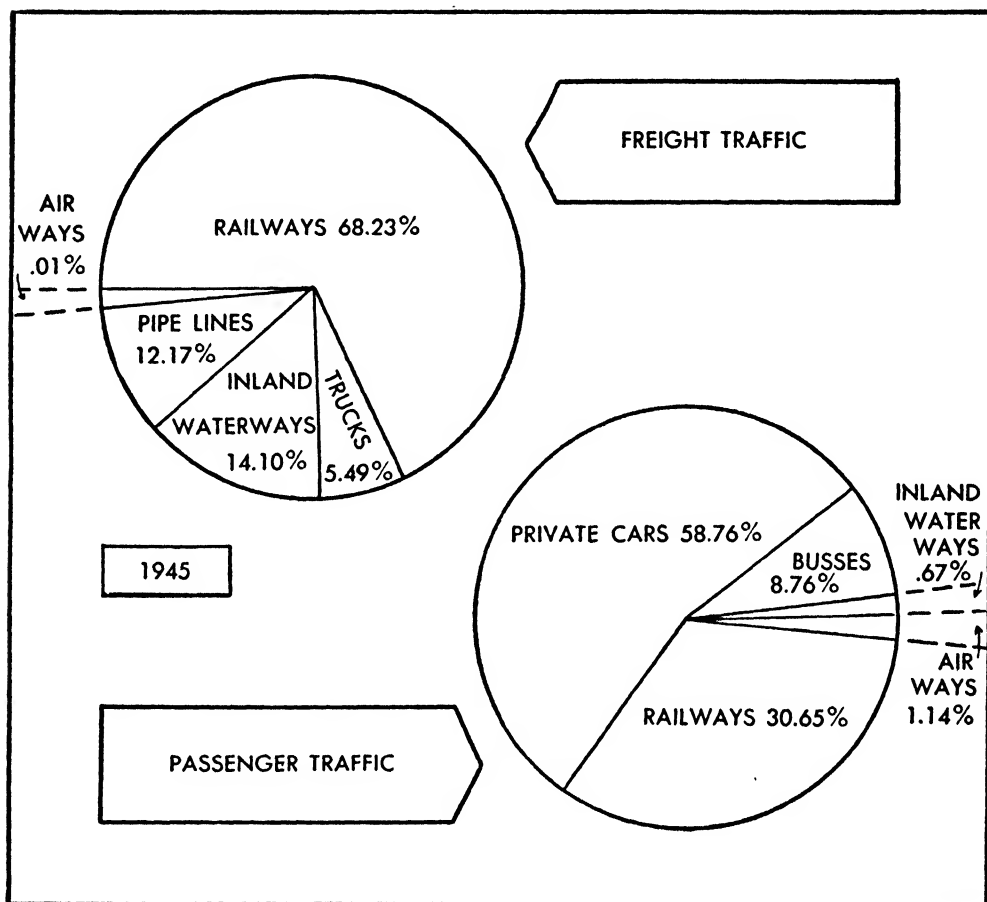 FREIGHT TRAFFIC
RAILWAYS 68.23%
AIR
WAYS
.01%
PIPE LINES
12.17%
INLAND
WATERWAYS
14.10%
TRUCKS
5.49%
1945
PRIVATE CARS 58.76%
BUSSES
8.76%
INLAND
WATER
WAYS
.67%
AIR
WAYS
1.14%
RAILWAYS 30.65%
PASSENGER TRAFFIC